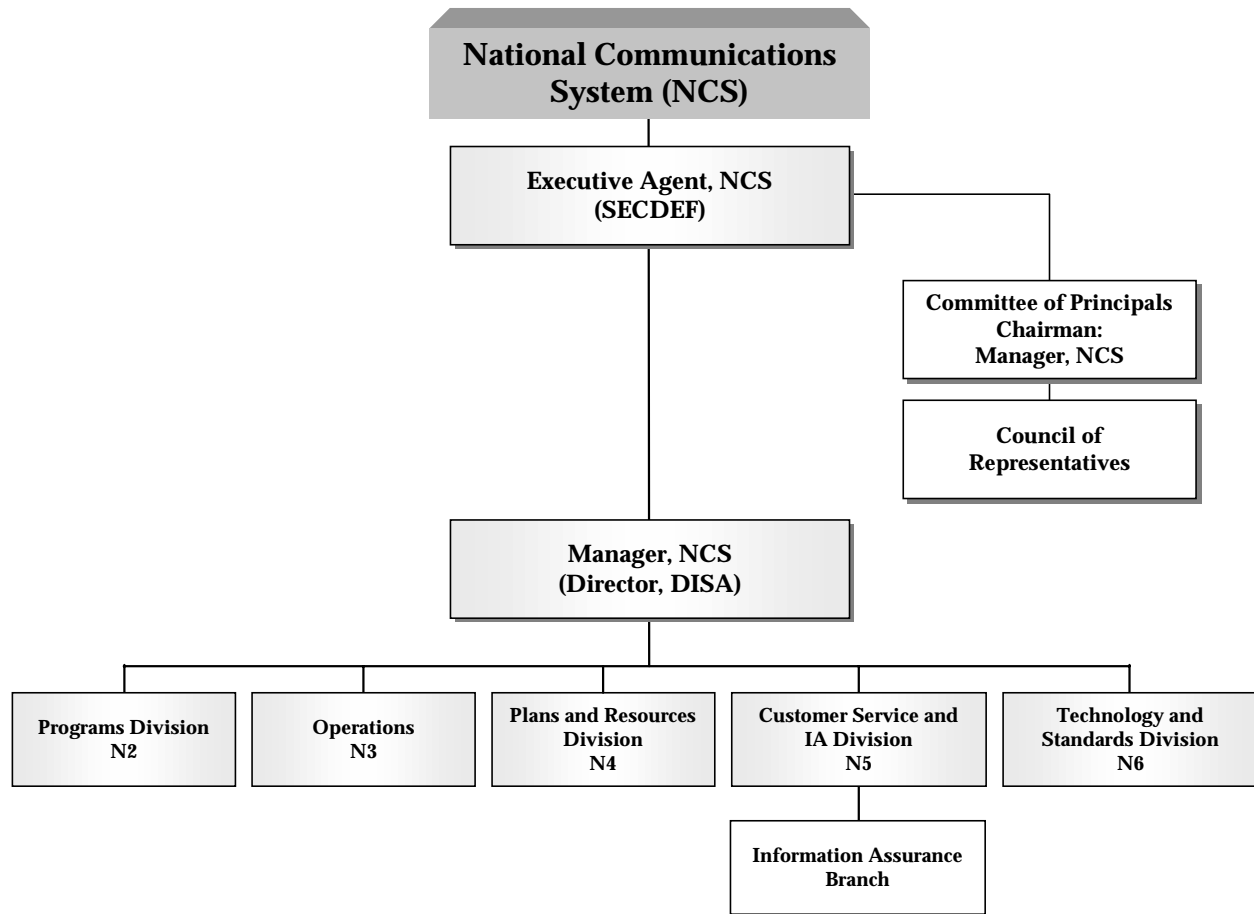 National Communications
System (NCS)
Executive Agent, NCS
(SECDEF)
Committee of Principals
Chairman:
Manager, NCS
Council of
Representatives
Manager, NCS
(Director, DISA)
Programs Division
N2
Operations
N3
Plans and Resources
Division
N4
Customer Service and
IA Division
N5
Technology and
Standards Division
N6
Information Assurance
Branch